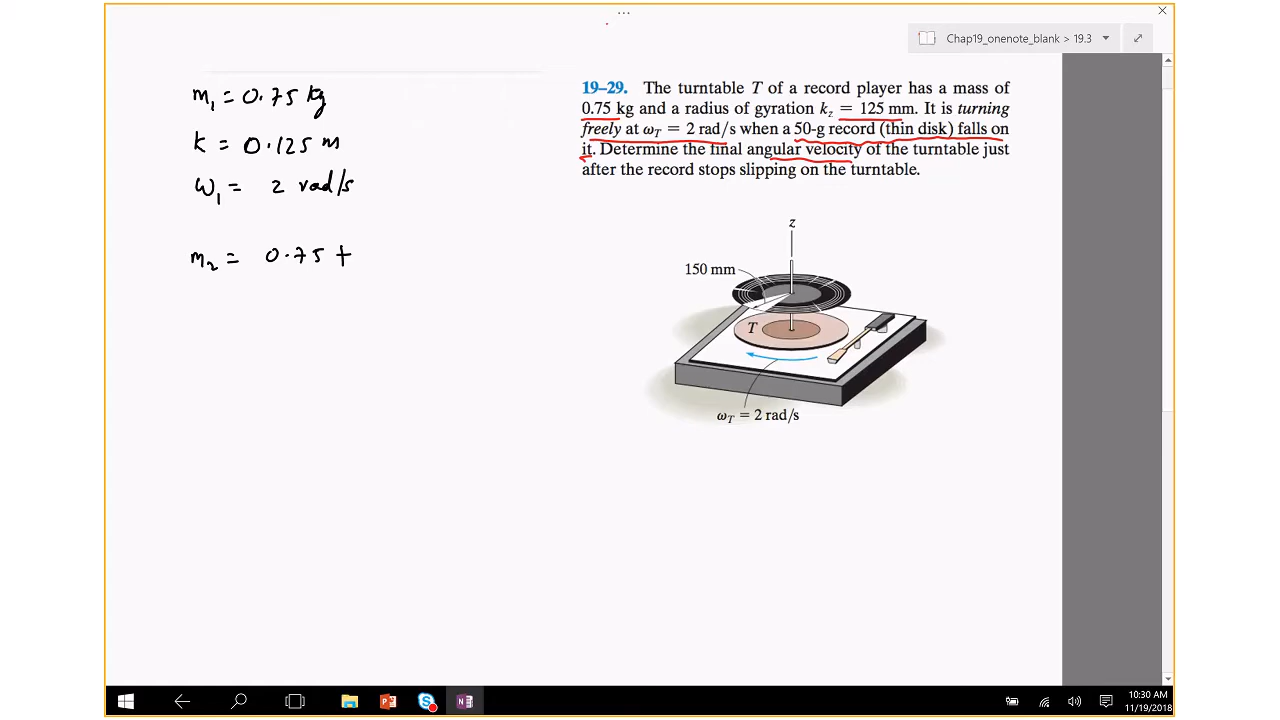 Chap19_onenote_blank > 19.3
m₁ = 0.75 kg
k = 0.125 m
ω₁ = 2 rad/s
m₂ = 0.75 +
19–29. The turntable T of a record player has a mass of
0.75 kg and a radius of gyration k_z = 125 mm. It is turning
freely at ω_T = 2 rad/s when a 50-g record (thin disk) falls on
it. Determine the final angular velocity of the turntable just
after the record stops slipping on the turntable.
z
150 mm
T
ω_T = 2 rad/s
10:30 AM
11/19/2018